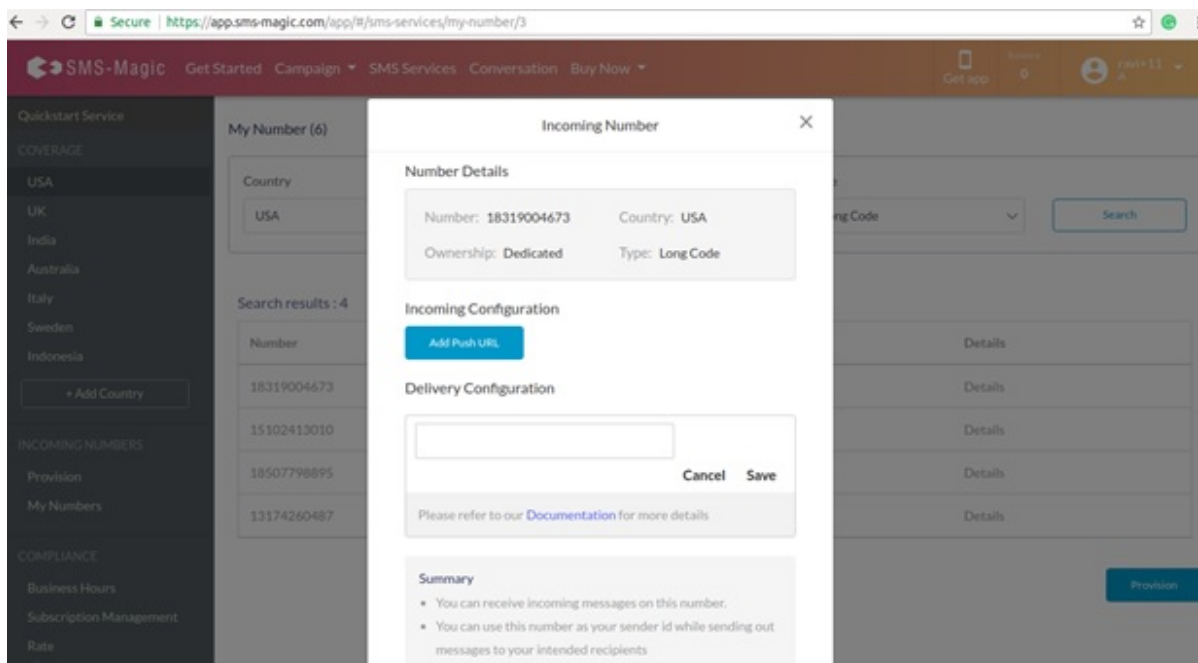 Secure https://app.sms-magic.com/app/#/sms-services/my-number/3
SMS-Magic Get Started Campaign SMS Services Conversation Buy Now Get app 0 ravi+11 A
Quickstart Service
COVERAGE
USA
UK
India
Australia
Italy
Sweden
Indonesia
+ Add Country
INCOMING NUMBERS
Provision
My Numbers
COMPLIANCE
Business Hours
Subscription Management
Rate
My Number (6)
Country
USA
ng Code
Search
Search results : 4
Number Details
18319004673 Details
15102413010 Details
18507798895 Details
13174260487 Details
Provision
Incoming Number
Number Details
Number: 18319004673 Country: USA
Ownership: Dedicated Type: Long Code
Incoming Configuration
Add Push URL
Delivery Configuration
Cancel Save
Please refer to our Documentation for more details
Summary
You can receive incoming messages on this number.
You can use this number as your sender id while sending out
messages to your intended recipients